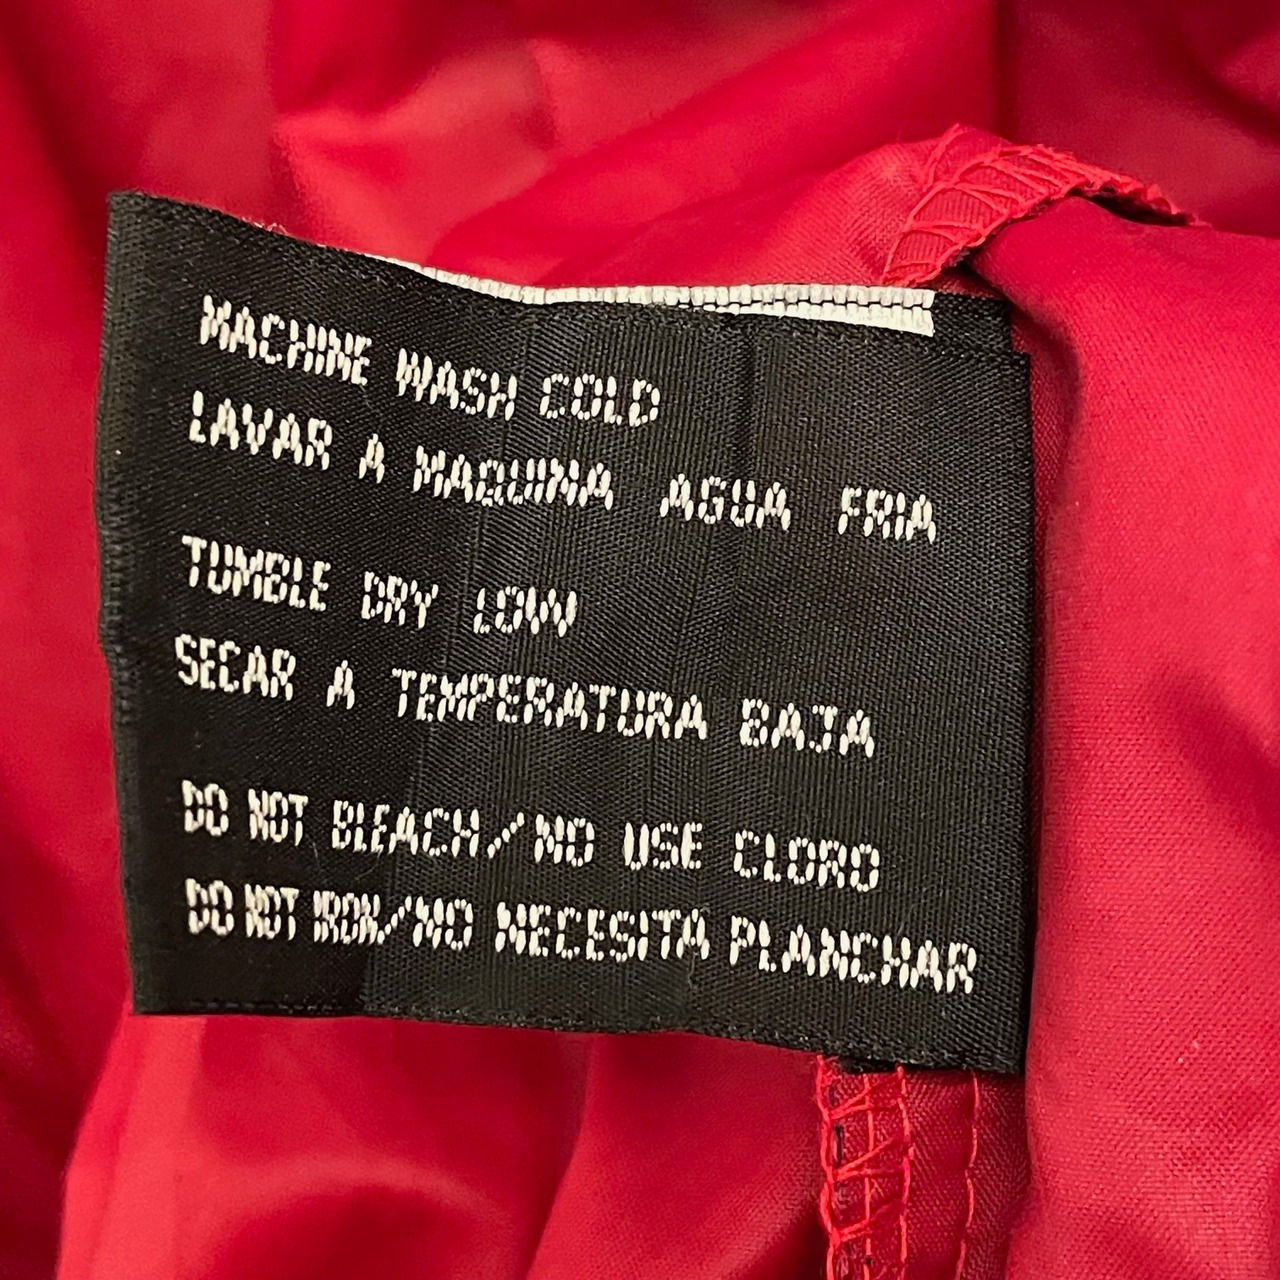 MACHINE WASH COLD
LAVAR A MAQUINA AGUA FRIA
TUMBLE DRY LOW
SECAR A TEMPERATURA BAJA
DO NOT BLEACH/NO USE CLORO
DO NOT IRON/NO NECESITA PLANCHAR